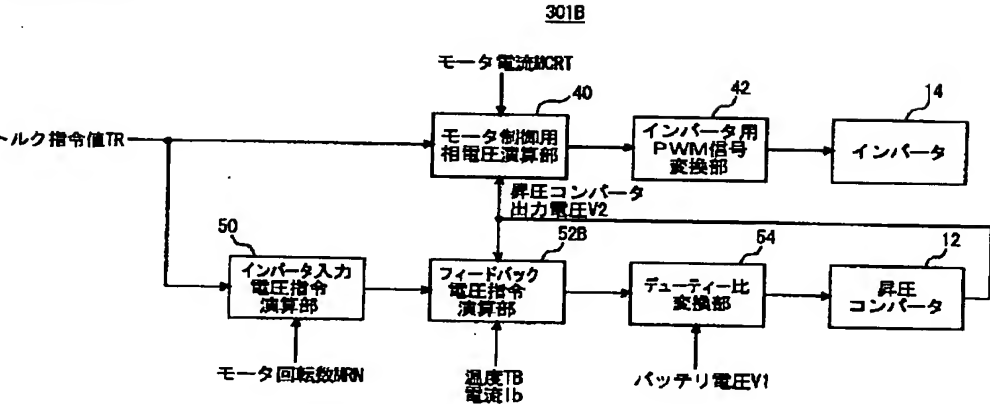 301B
モータ電流MCRT
40
42
14
トルク指令値TR
モータ制御用
相電圧演算部
インバータ用
PWM信号
変換部
インバータ
昇圧コンバータ
出力電圧V2
50
52B
54
12
インバータ入力
電圧指令
演算部
フィードバック
電圧指令
演算部
デューティー比
変換部
昇圧
コンバータ
モータ回転数MRN
温度TB
電流Ib
バッテリ電圧V1